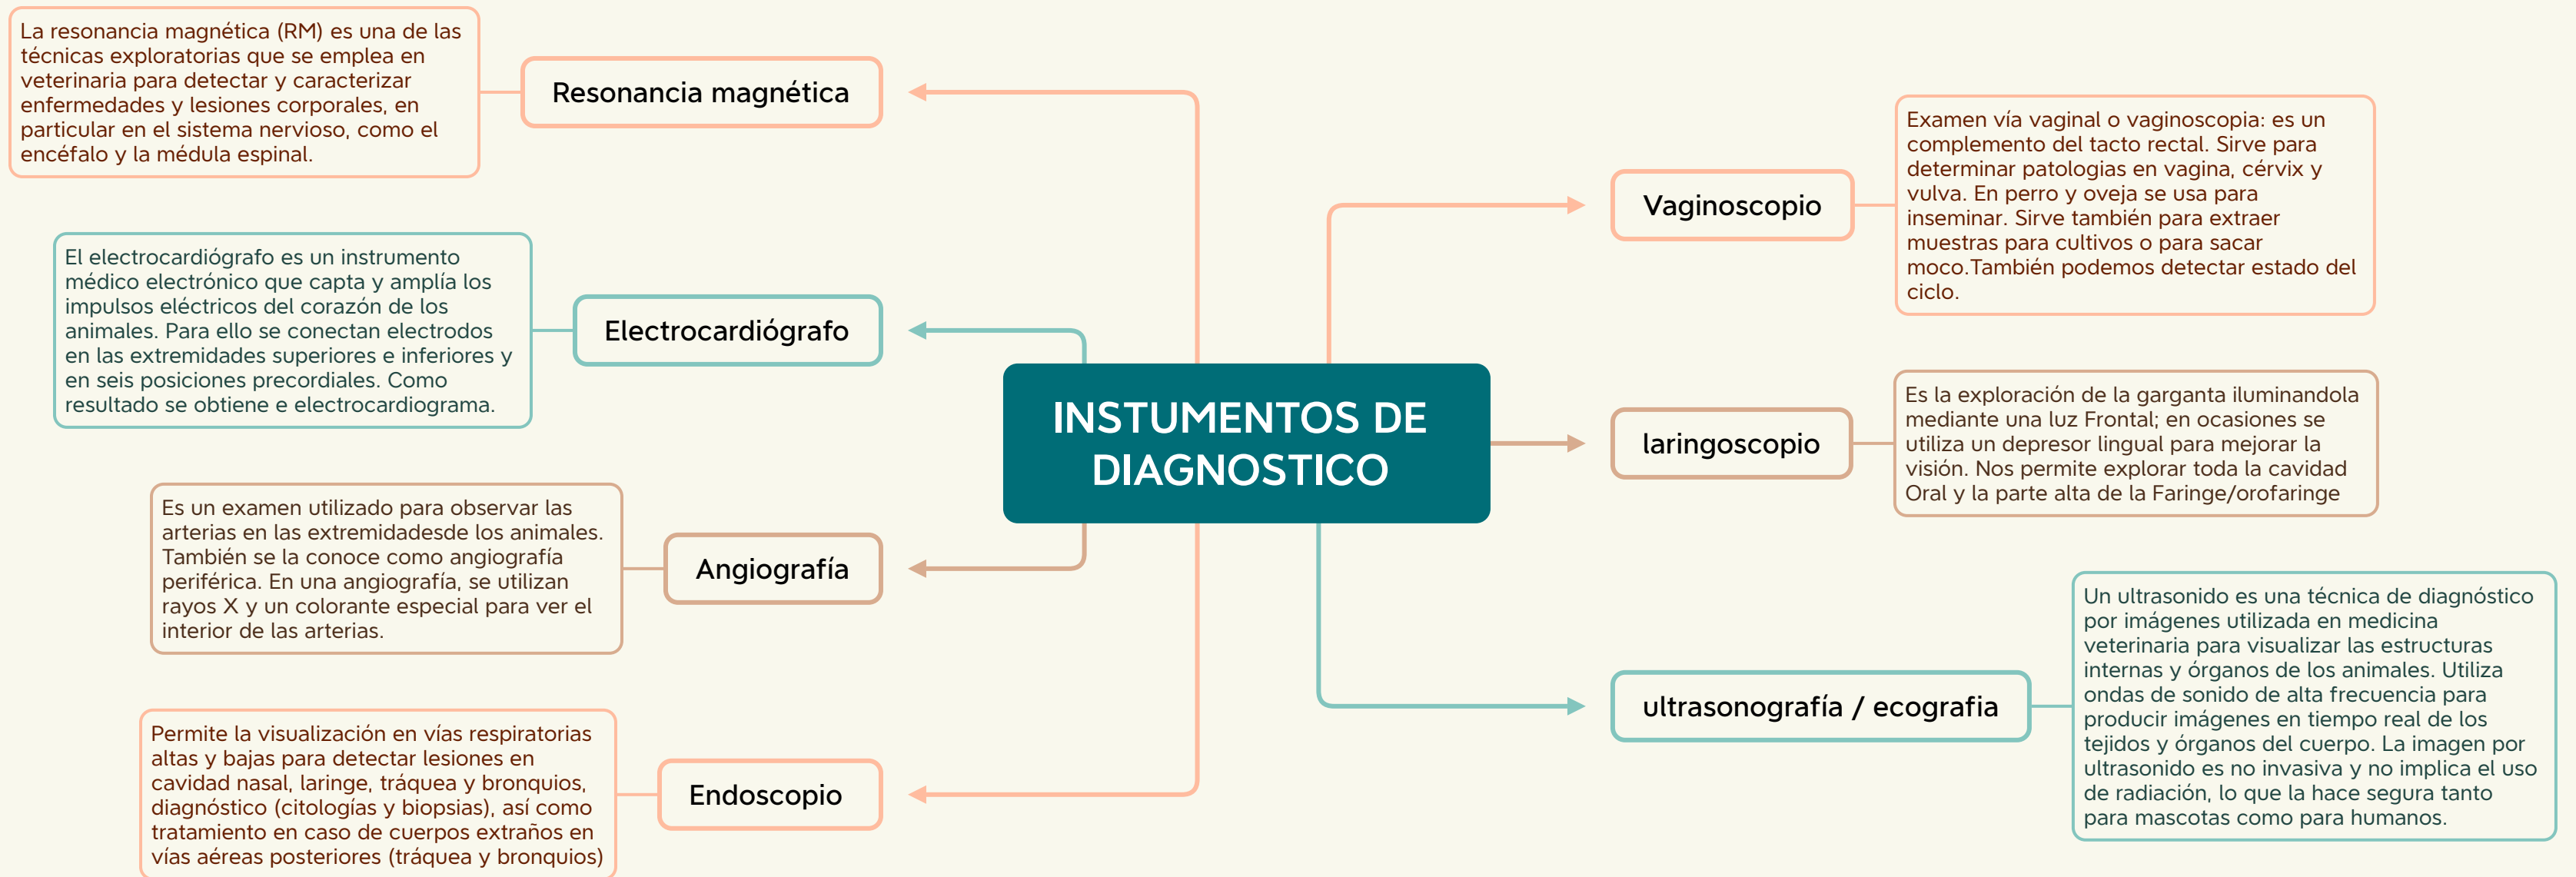 La resonancia magnética (RM) es una de las
técnicas exploratorias que se emplea en
veterinaria para detectar y caracterizar
enfermedades y lesiones corporales, en
particular en el sistema nervioso, como el
encéfalo y la médula espinal.
Resonancia magnética
El electrocardiógrafo es un instrumento
médico electrónico que capta y amplía los
impulsos eléctricos del corazón de los
animales. Para ello se conectan electrodos
en las extremidades superiores e inferiores y
en seis posiciones precordiales. Como
resultado se obtiene e electrocardiograma.
Electrocardiógrafo
Es un examen utilizado para observar las
arterias en las extremidadesde los animales.
También se la conoce como angiografía
periférica. En una angiografía, se utilizan
rayos X y un colorante especial para ver el
interior de las arterias.
Angiografía
Permite la visualización en vías respiratorias
altas y bajas para detectar lesiones en
cavidad nasal, laringe, tráquea y bronquios,
diagnóstico (citologías y biopsias), así como
tratamiento en caso de cuerpos extraños en
vías aéreas posteriores (tráquea y bronquios)
Endoscopio
INSTUMENTOS DE
DIAGNOSTICO
Vaginoscopio
Examen vía vaginal o vaginoscopia: es un
complemento del tacto rectal. Sirve para
determinar patologias en vagina, cérvix y
vulva. En perro y oveja se usa para
inseminar. Sirve también para extraer
muestras para cultivos o para sacar
moco.También podemos detectar estado del
ciclo.
laringoscopio
Es la exploración de la garganta iluminandola
mediante una luz Frontal; en ocasiones se
utiliza un depresor lingual para mejorar la
visión. Nos permite explorar toda la cavidad
Oral y la parte alta de la Faringe/orofaringe
ultrasonografía / ecografia
Un ultrasonido es una técnica de diagnóstico
por imágenes utilizada en medicina
veterinaria para visualizar las estructuras
internas y órganos de los animales. Utiliza
ondas de sonido de alta frecuencia para
producir imágenes en tiempo real de los
tejidos y órganos del cuerpo. La imagen por
ultrasonido es no invasiva y no implica el uso
de radiación, lo que la hace segura tanto
para mascotas como para humanos.